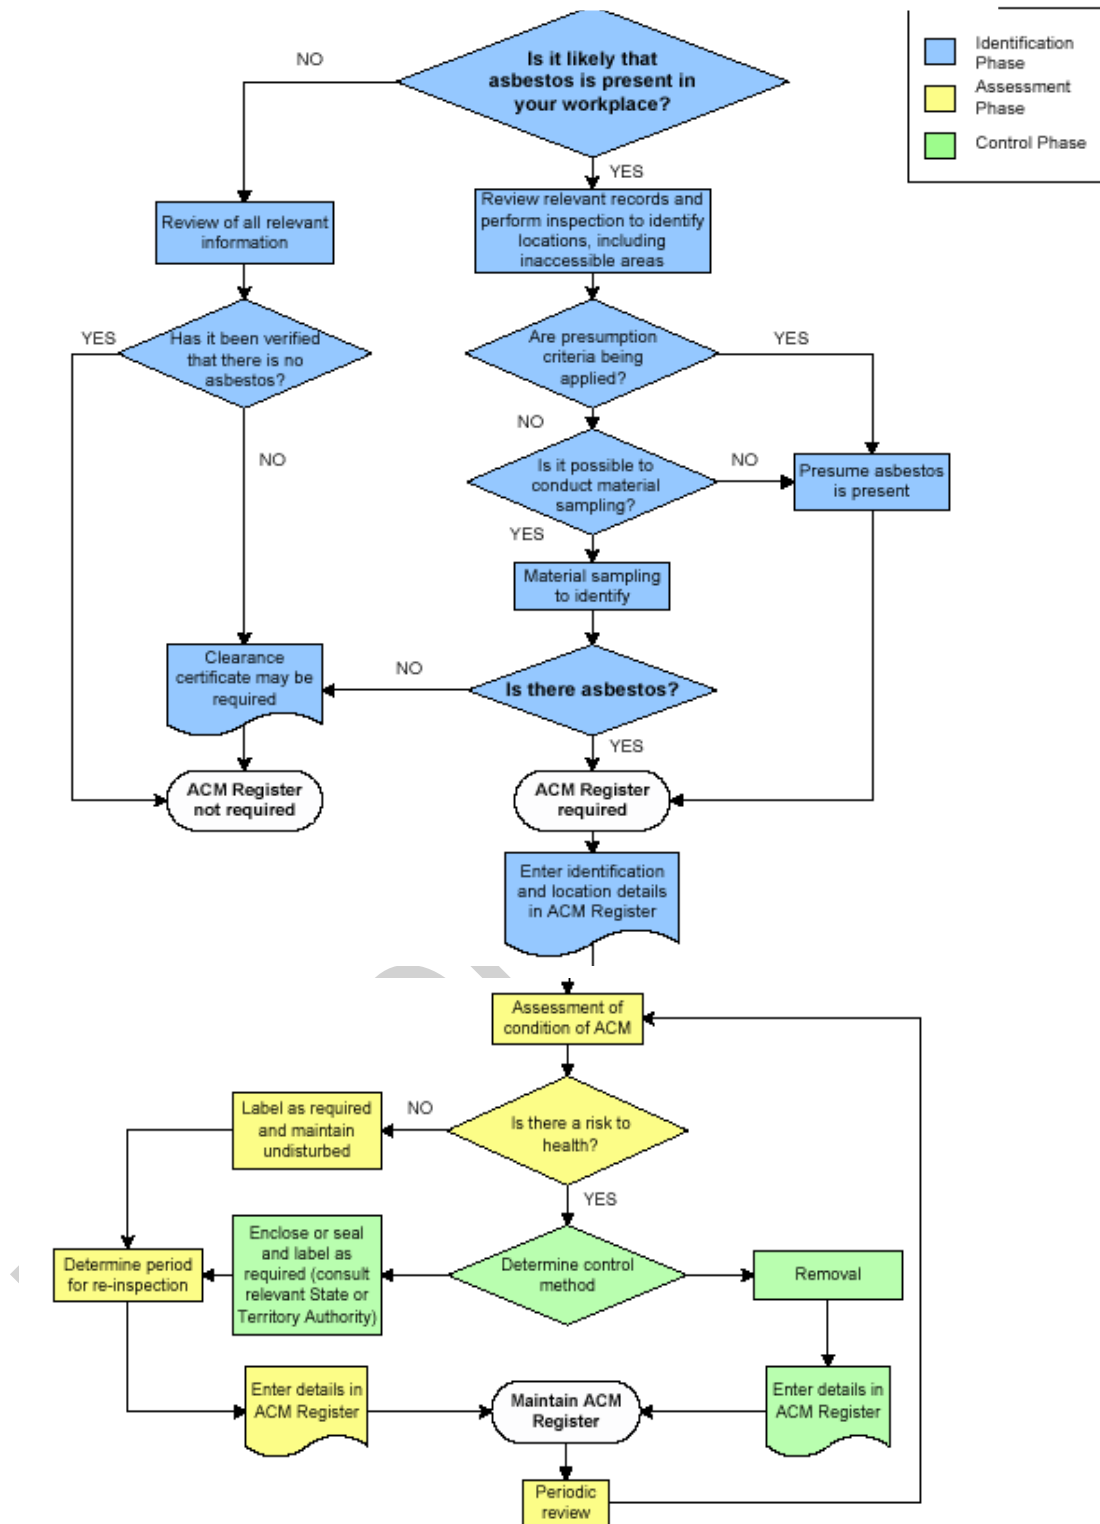 NO
Is it likely that
asbestos is present in
your workplace?
Identification
Phase
Assessment
Phase
Control Phase
YES
Review of all relevant
information
Review relevant records and
perform inspection to identify
locations, including
inaccessible areas
YES
Has it been verified
that there is no
asbestos?
Are presumption
criteria being
applied?
YES
NO
NO
Is it possible to
conduct material
sampling?
NO
Presume asbestos
is present
YES
Material sampling
to identify
Clearance
certificate may be
required
NO
Is there asbestos?
YES
ACM Register
not required
ACM Register
required
Enter identification
and location details
in ACM Register
Assessment of
condition of ACM
Label as required
and maintain
undisturbed
NO
Is there a risk to
health?
YES
Determine period
for re-inspection
Enclose or seal
and label as
required (consult
relevant State or
Territory Authority)
Determine control
method
Removal
Enter details in
ACM Register
Maintain ACM
Register
Enter details in
ACM Register
Periodic
review